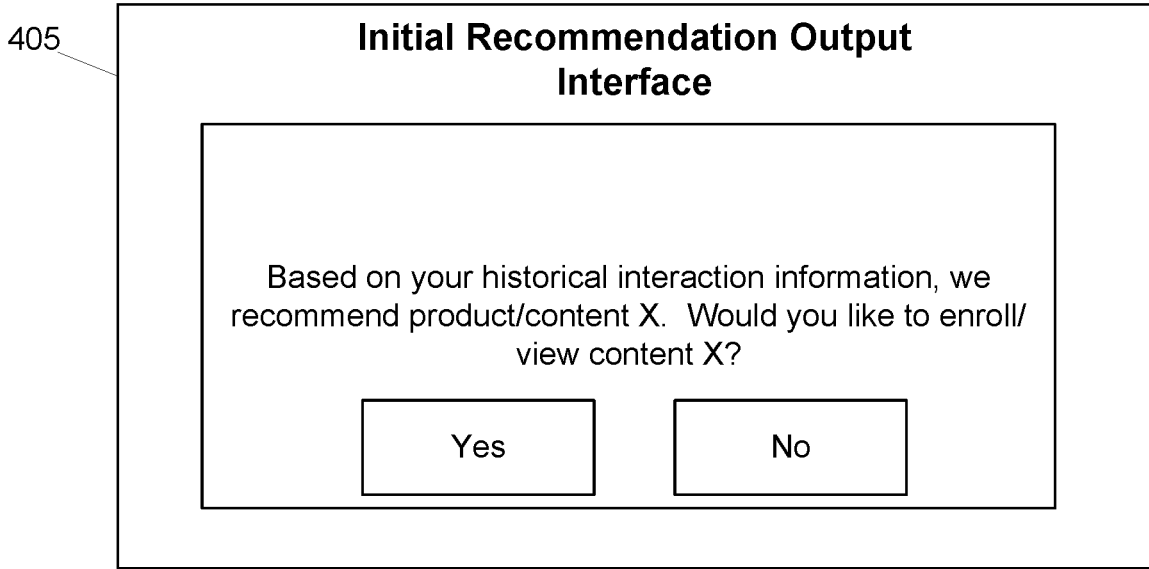 405
Initial Recommendation Output
Interface
Based on your historical interaction information, we
recommend product/content X.  Would you like to enroll/
view content X?
Yes
No